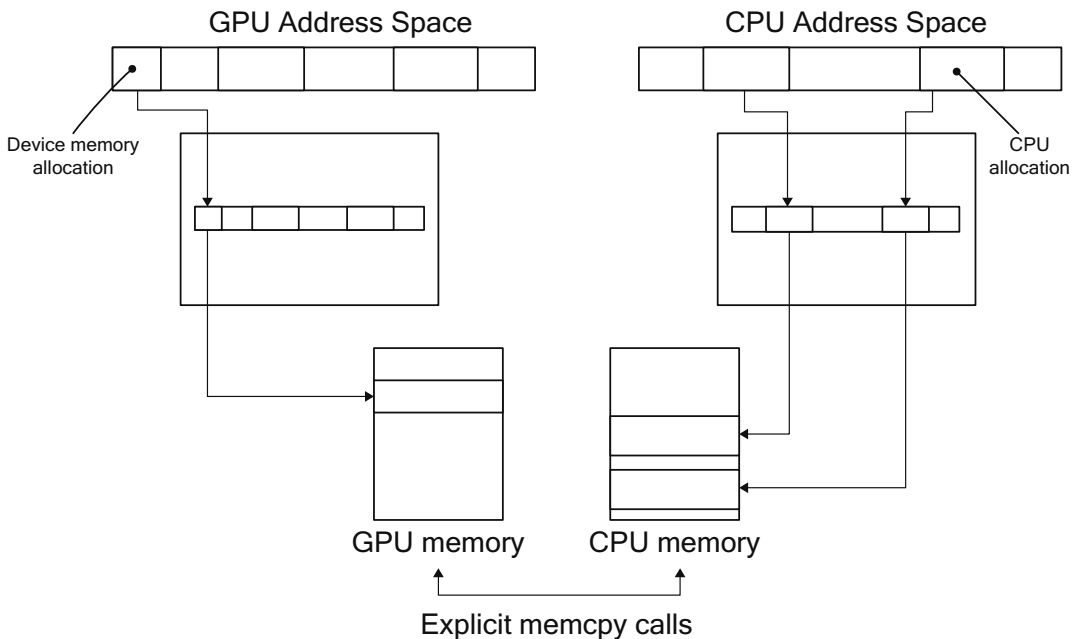 GPU Address Space
CPU Address Space
Device memory
allocation
CPU
allocation
GPU memory
CPU memory
Explicit memcpy calls